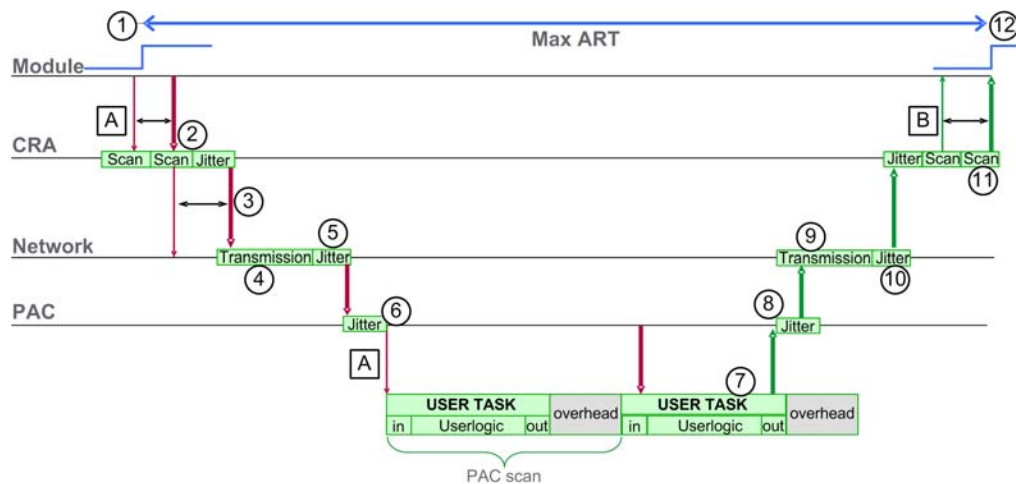 1 12
Max ART
Module
A 2 B
CRA
Scan Scan Jitter Jitter Scan Scan
3 11
Network
5 9
Transmission Jitter Transmission Jitter
4 10
PAC
Jitter 6 8 Jitter
A 7
USER TASK overhead USER TASK overhead
in Userlogic out in Userlogic out
PAC scan